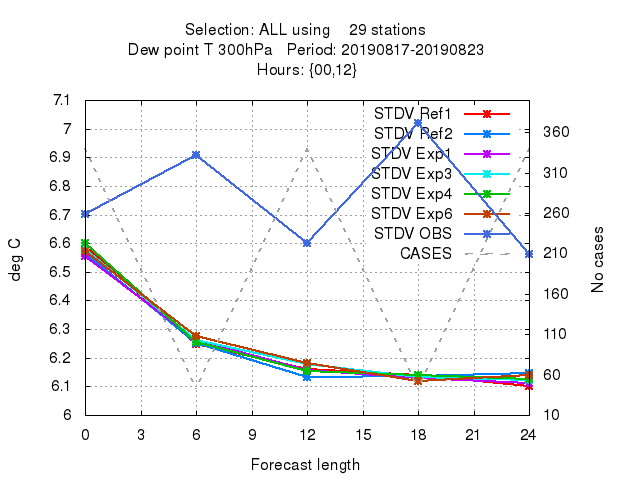 Selection: ALL using 29 stations
Dew point T 300hPa Period: 20190817-20190823
Hours: {00,12}
7.1
7
6.9
6.8
6.7
6.6
6.5
6.4
6.3
6.2
6.1
6
deg C
STDV Ref1
STDV Ref2
STDV Exp1
STDV Exp3
STDV Exp4
STDV Exp6
STDV OBS
CASES
360
310
260
210
160
110
60
10
No cases
0 3 6 9 12 15 18 21 24
Forecast length